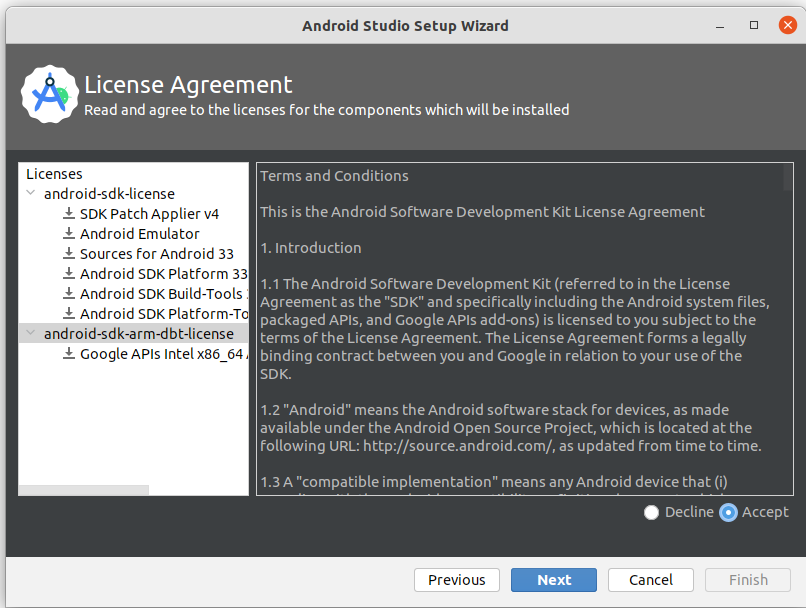 Android Studio Setup Wizard
License Agreement
Read and agree to the licenses for the components which will be installed
Licenses
android-sdk-license
SDK Patch Applier v4
Android Emulator
Sources for Android 33
Android SDK Platform 33
Android SDK Build-Tools
Android SDK Platform-To
android-sdk-arm-dbt-license
Google APIs Intel x86_64
Terms and Conditions
This is the Android Software Development Kit License Agreement
1. Introduction
1.1 The Android Software Development Kit (referred to in the License
Agreement as the "SDK" and specifically including the Android system files,
packaged APIs, and Google APIs add-ons) is licensed to you subject to the
terms of the License Agreement. The License Agreement forms a legally
binding contract between you and Google in relation to your use of the
SDK.
1.2 "Android" means the Android software stack for devices, as made
available under the Android Open Source Project, which is located at the
following URL: http://source.android.com/, as updated from time to time.
1.3 A "compatible implementation" means any Android device that (i)
Decline
Accept
Previous
Next
Cancel
Finish